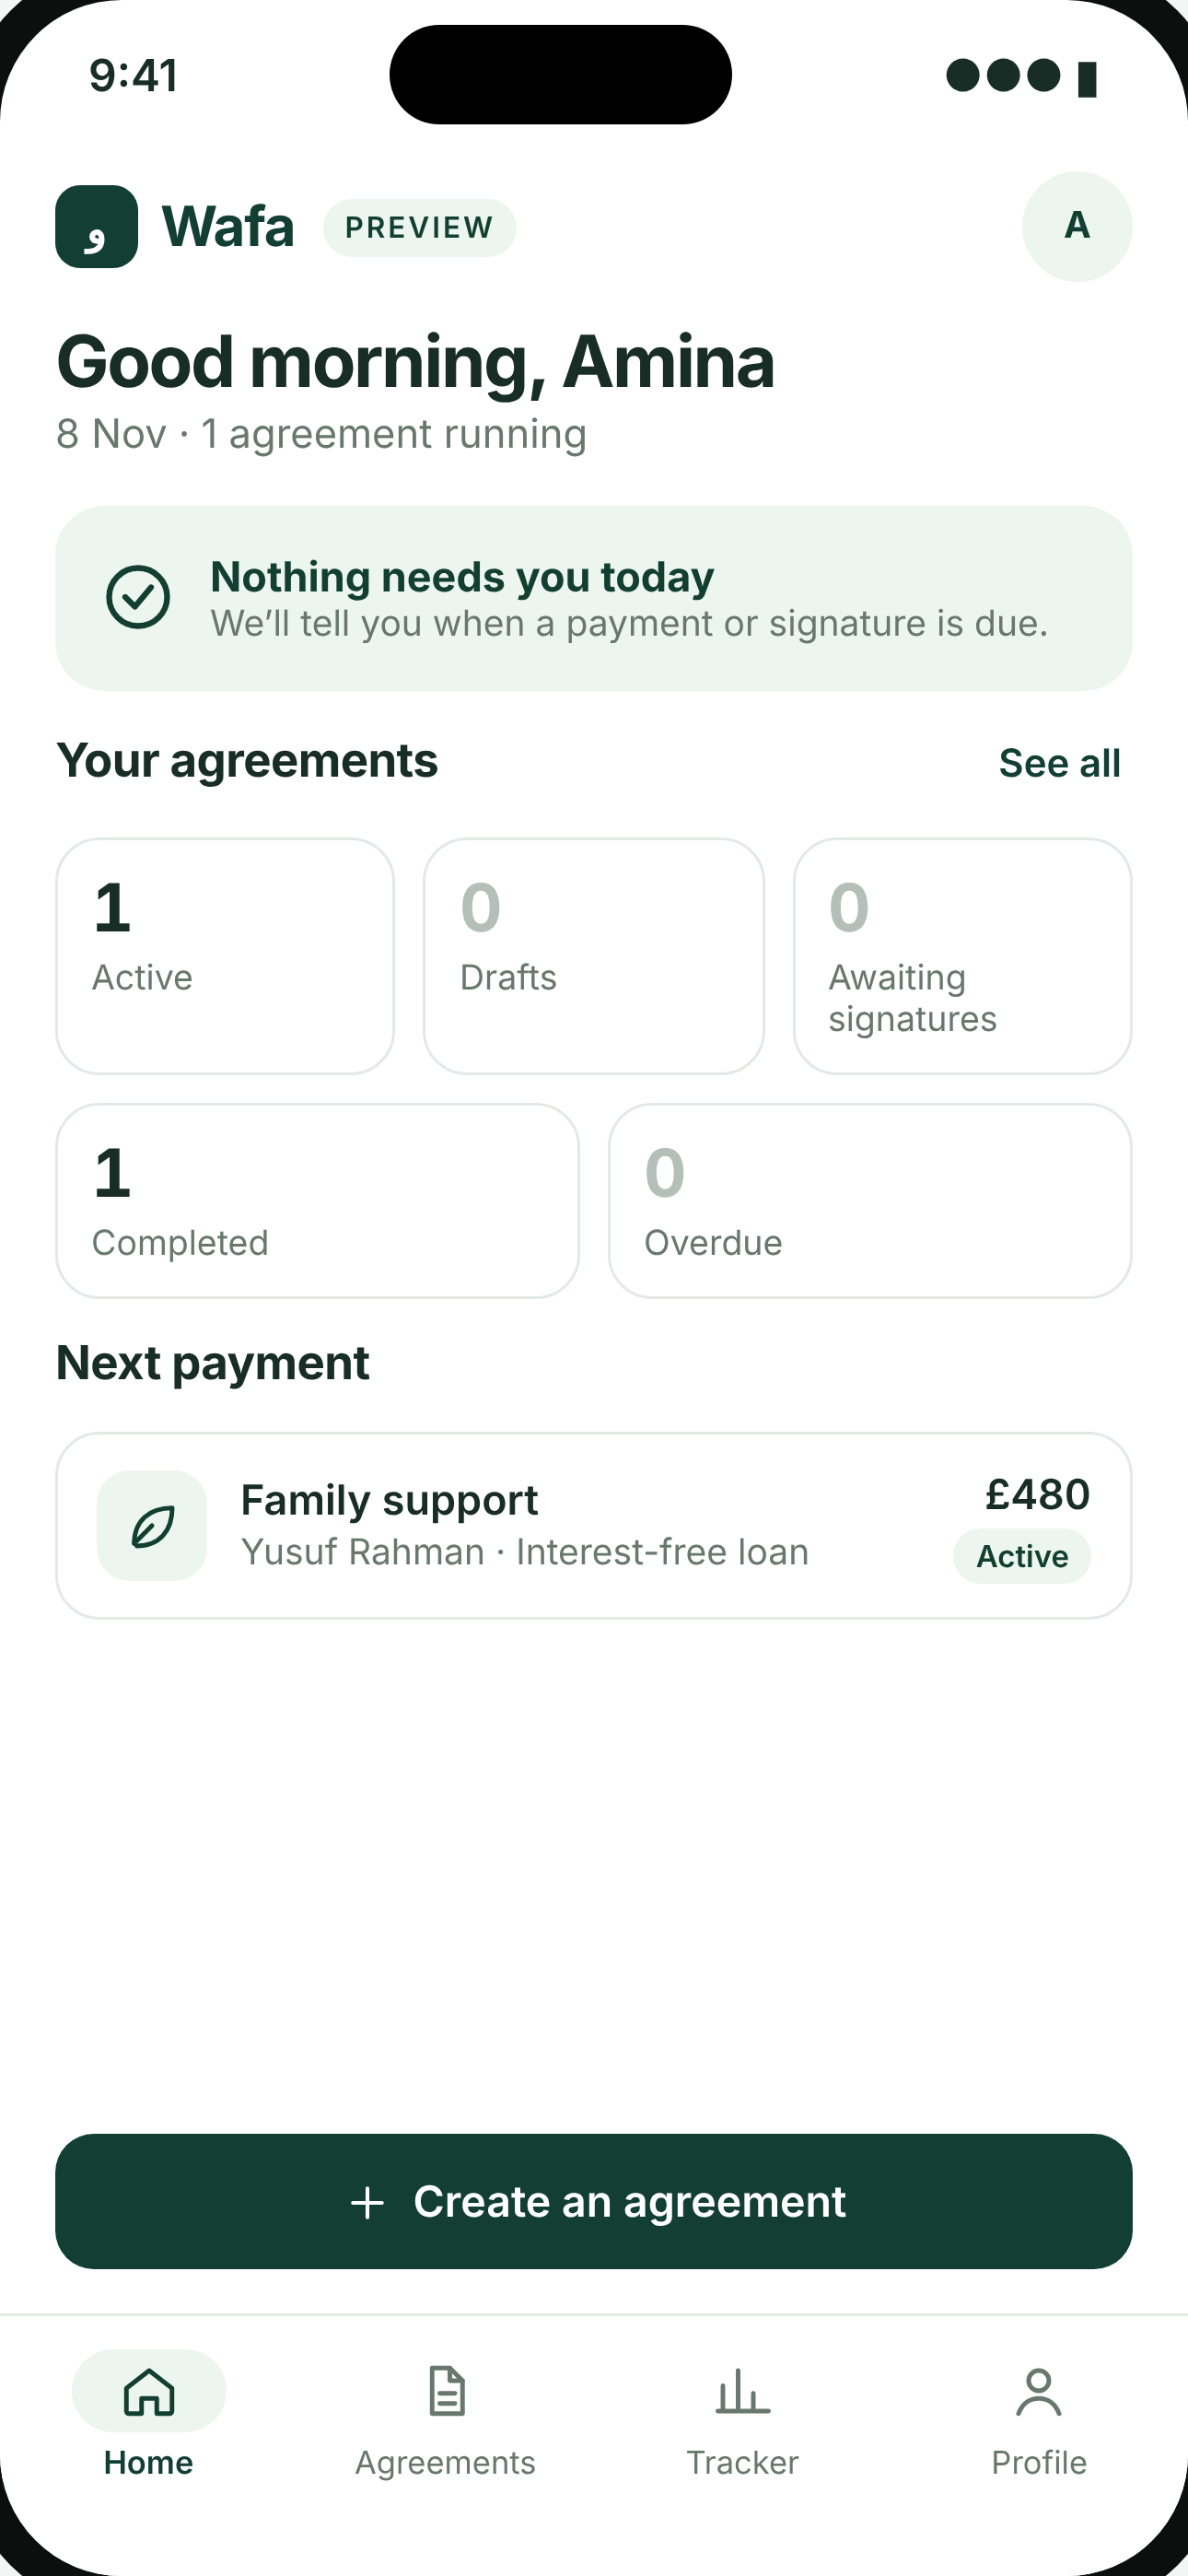 9:41
و
Wafa
PREVIEW
A
Good morning, Amina
8 Nov · 1 agreement running
Nothing needs you today
We’ll tell you when a payment or signature is due.
Your agreements
See all
1
Active
0
Drafts
0
Awaiting
signatures
1
Completed
0
Overdue
Next payment
Family support
Yusuf Rahman · Interest-free loan
£480
Active
+ Create an agreement
Home
Agreements
Tracker
Profile